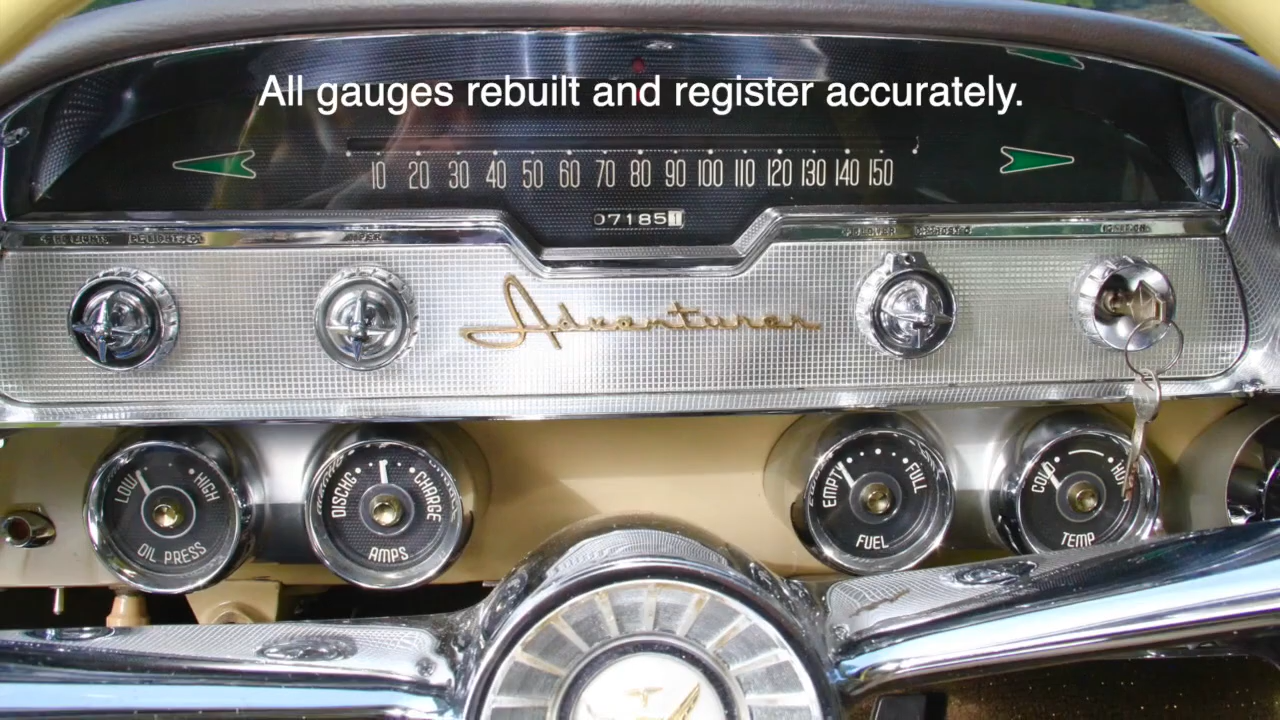 All gauges rebuilt and register accurately.
10 20 30 40 50 60 70 80 90 100 110 120 130 140 150
071851
Adventurer
LOW HIGH
OIL PRESS
DISCHG CHARGE
AMPS
EMPTY FULL
FUEL
COLD HOT
TEMP